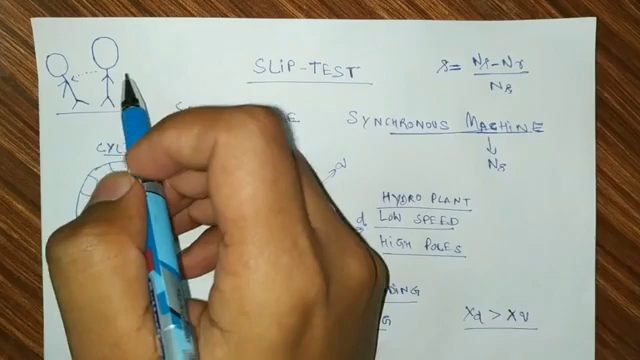 SLIP-TEST
s= Ns-Nr
Ns
SYNCHRONOUS MACHINE
Ns
HYDRO PLANT
LOW SPEED
HIGH POLES
Xd > Xq